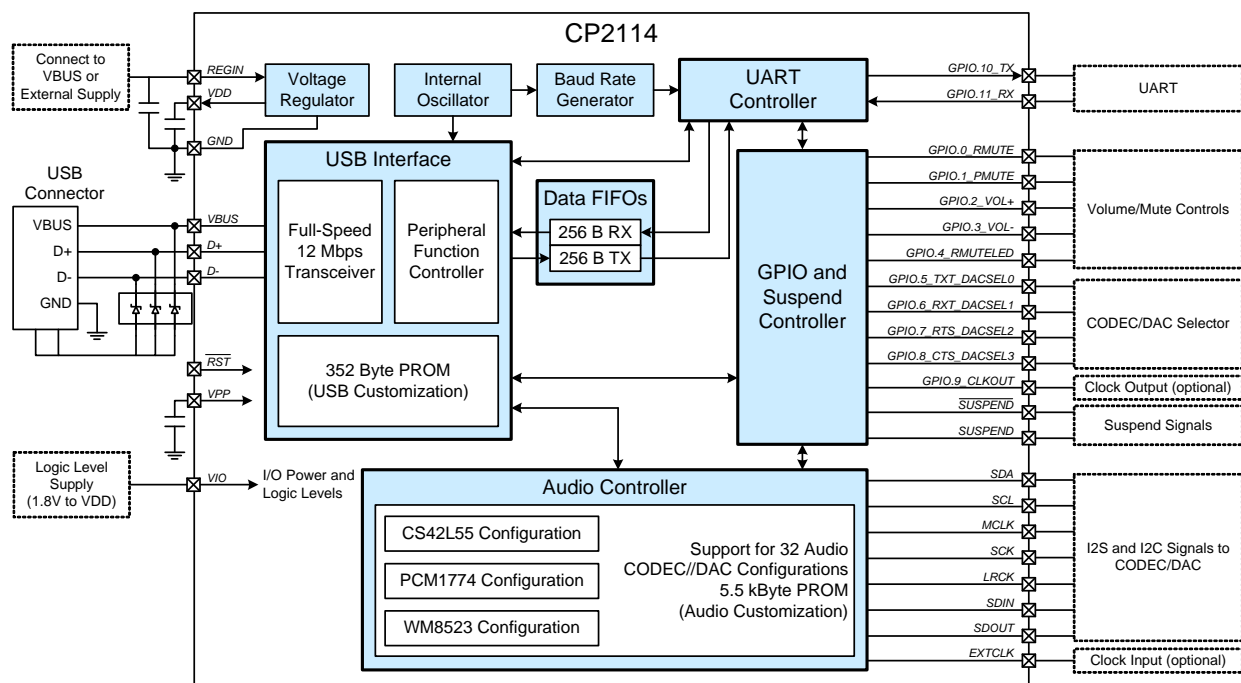 CP2114
Connect to
VBUS or
External Supply
REGIN
VDD
GND
Voltage
Regulator
Internal
Oscillator
Baud Rate
Generator
UART
Controller
GPIO.10_TX
GPIO.11_RX
UART
USB
Connector
VBUS
D+
D-
GND
VBUS
D+
D-
RST
VPP
USB Interface
Full-Speed
12 Mbps
Transceiver
Peripheral
Function
Controller
352 Byte PROM
(USB Customization)
Data FIFOs
256 B RX
256 B TX
GPIO and
Suspend
Controller
GPIO.0_RMUTE
GPIO.1_PMUTE
GPIO.2_VOL+
GPIO.3_VOL-
GPIO.4_RMUTELED
GPIO.5_TXT_DACSEL0
GPIO.6_RXT_DACSEL1
GPIO.7_RTS_DACSEL2
GPIO.8_CTS_DACSEL3
GPIO.9_CLKOUT
SUSPEND
SUSPEND
Volume/Mute Controls
CODEC/DAC Selector
Clock Output (optional)
Suspend Signals
Logic Level
Supply
(1.8V to VDD)
VIO
I/O Power and
Logic Levels
Audio Controller
CS42L55 Configuration
PCM1774 Configuration
WM8523 Configuration
Support for 32 Audio
CODEC//DAC Configurations
5.5 kByte PROM
(Audio Customization)
SDA
SCL
MCLK
SCK
LRCK
SDIN
SDOUT
EXTCLK
I2S and I2C Signals to
CODEC/DAC
Clock Input (optional)